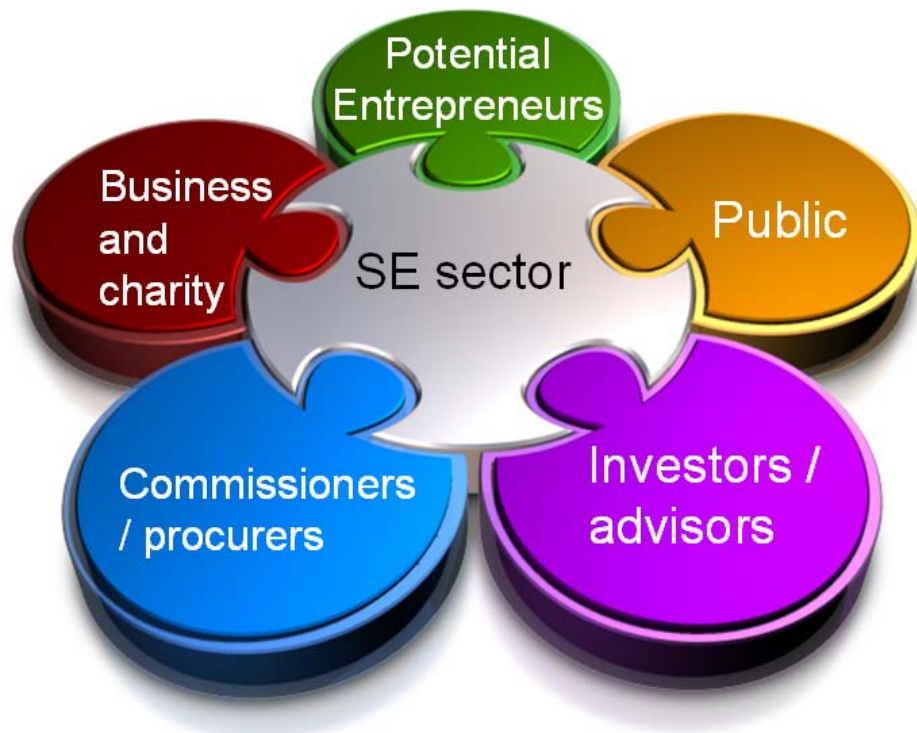 Potential
Entrepreneurs
Business
and
charity
Public
SE sector
Commissioners
/ procurers
Investors /
advisors